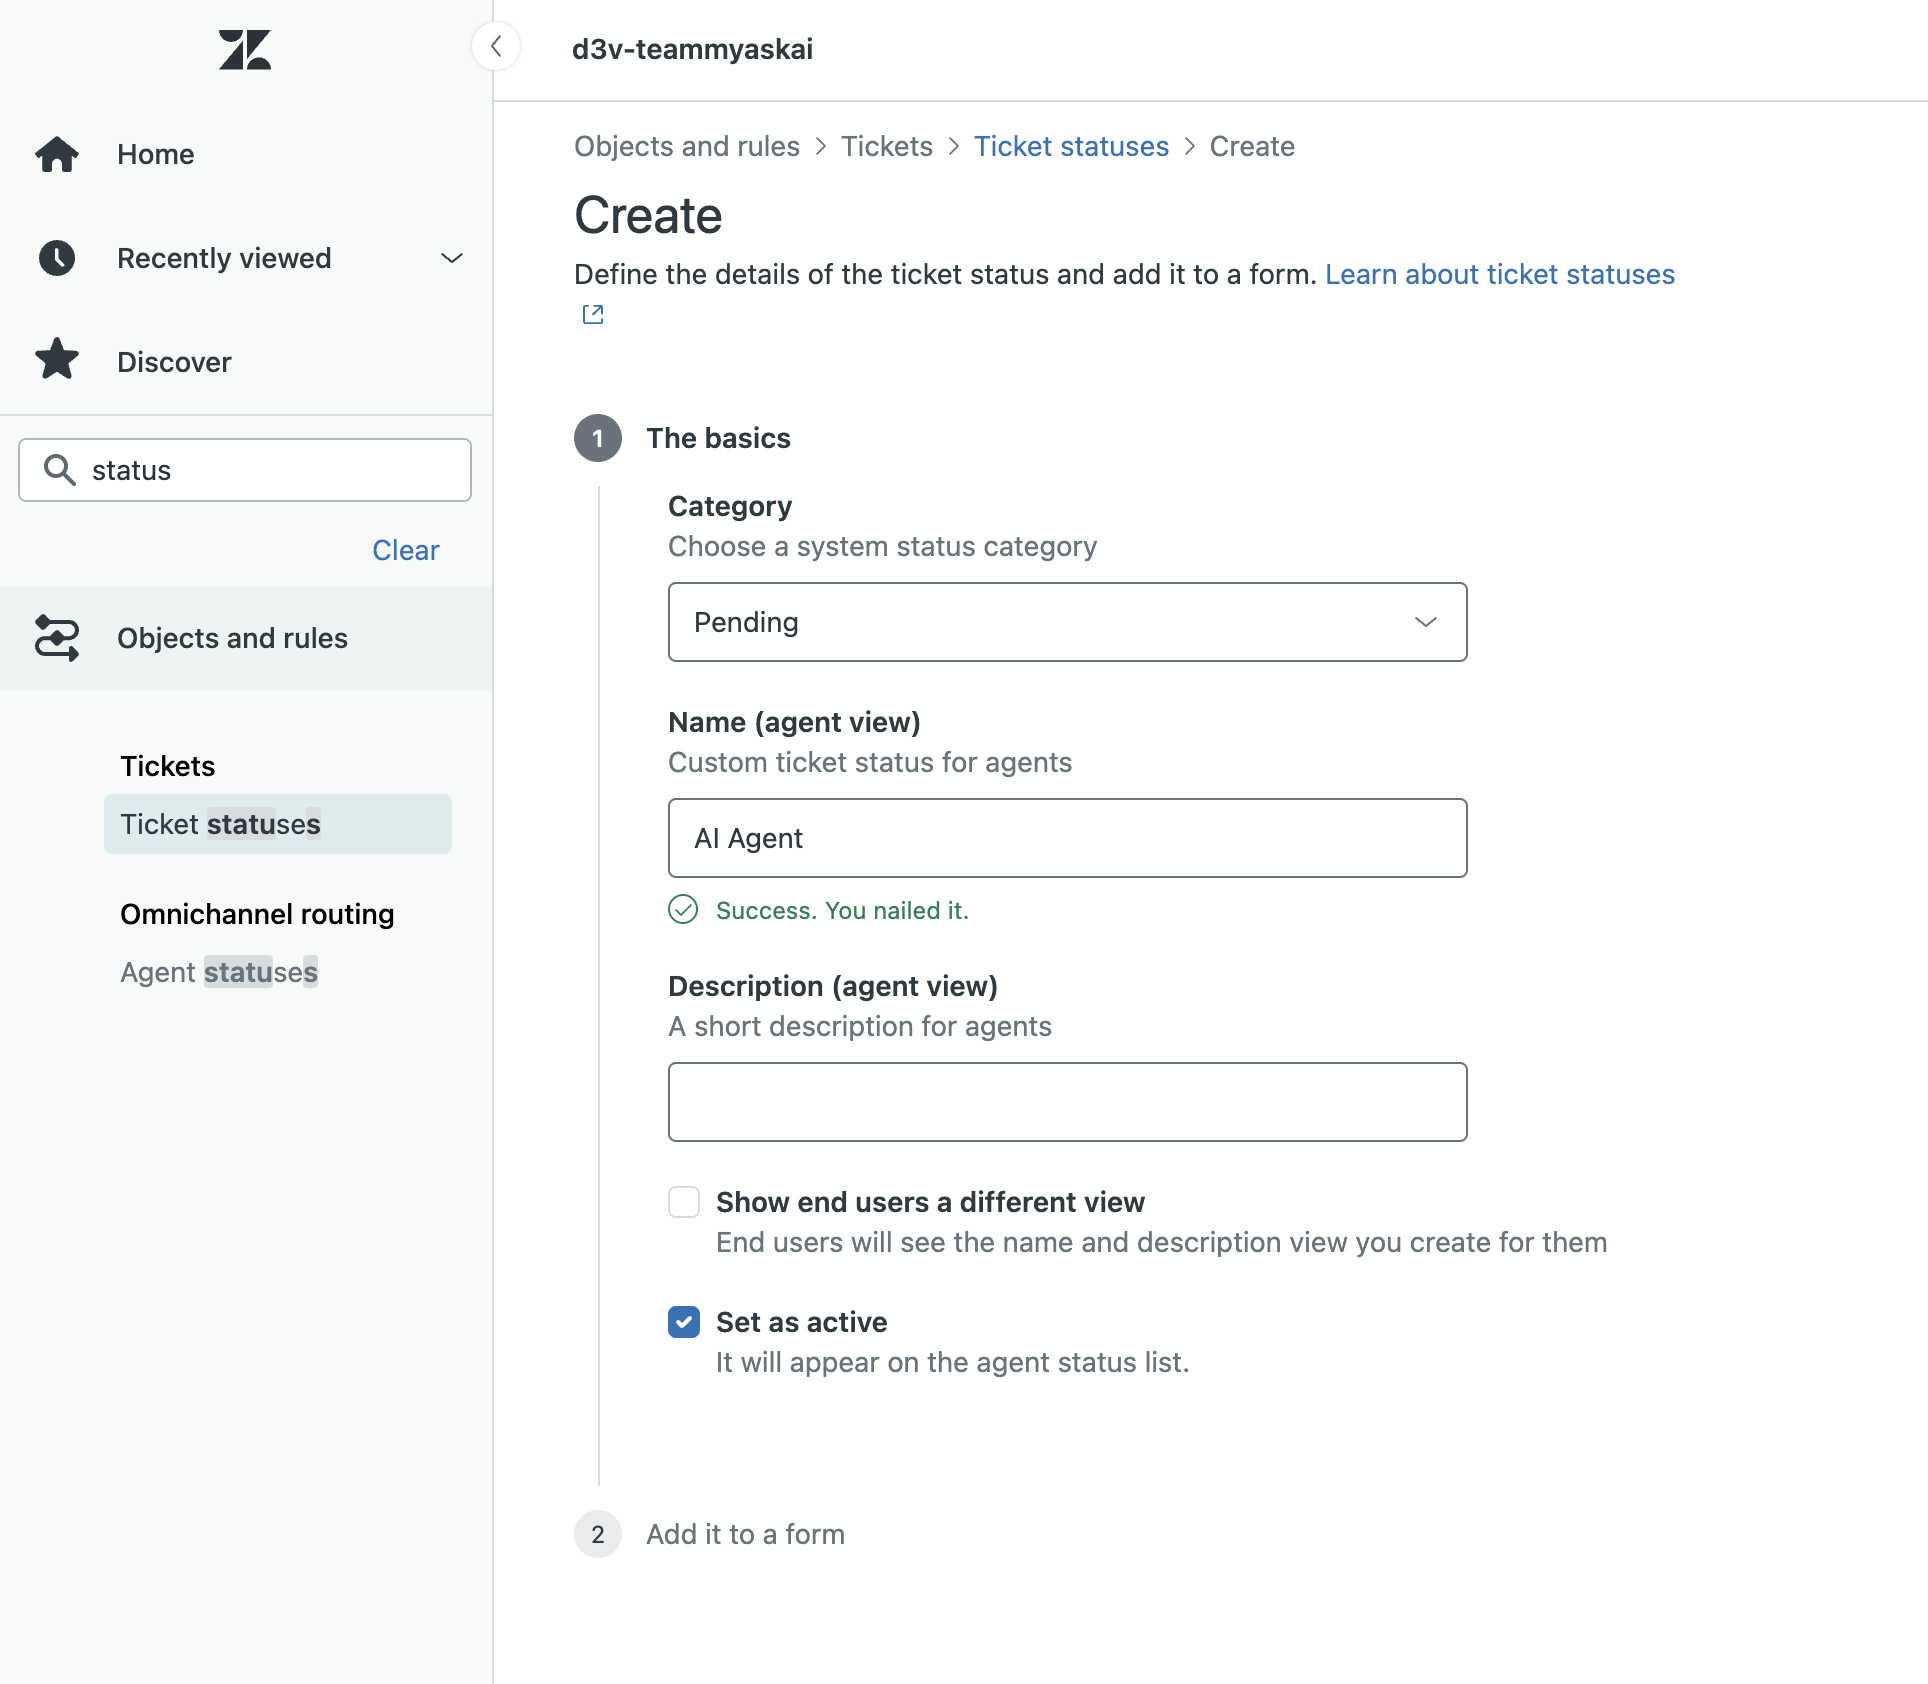 d3v-teammyaskai
Home
Recently viewed
Discover
status
Clear
Objects and rules
Tickets
Ticket statuses
Omnichannel routing
Agent statuses
Objects and rules > Tickets > Ticket statuses > Create
Create
Define the details of the ticket status and add it to a form. Learn about ticket statuses
1 The basics
Category
Choose a system status category
Pending
Name (agent view)
Custom ticket status for agents
AI Agent
Success. You nailed it.
Description (agent view)
A short description for agents
Show end users a different view
End users will see the name and description view you create for them
Set as active
It will appear on the agent status list.
2 Add it to a form